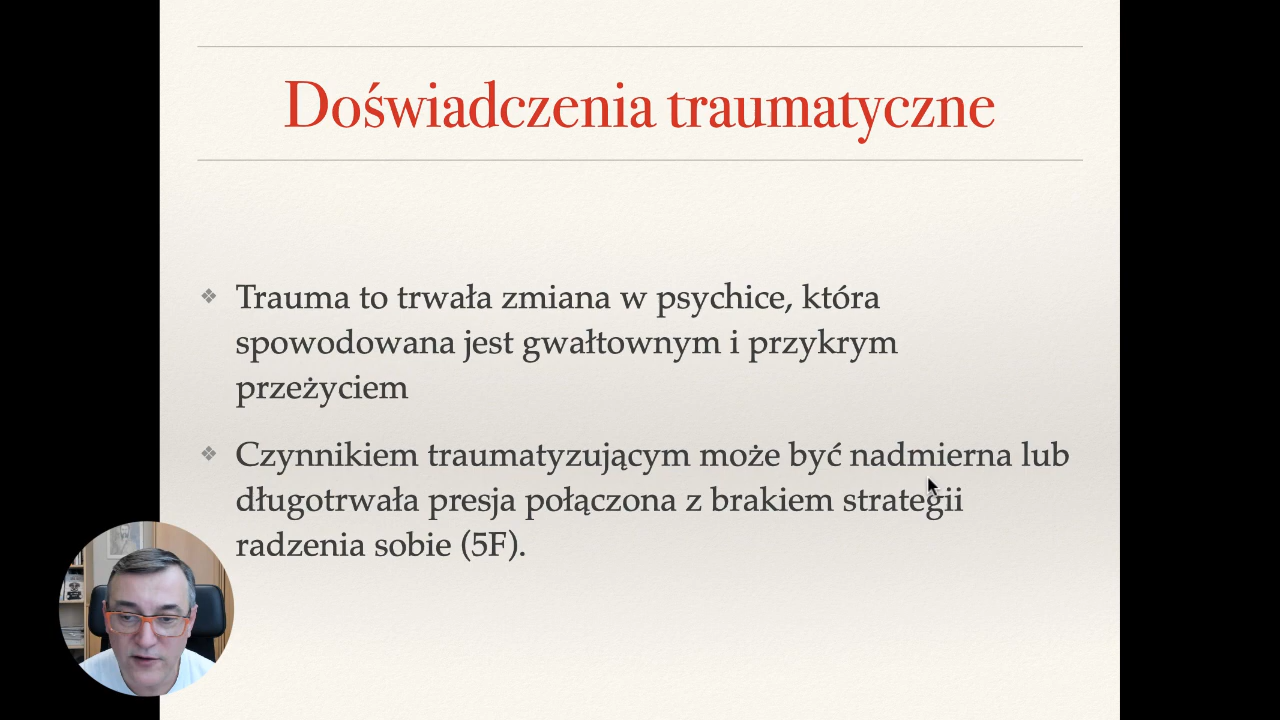 Doświadczenia traumatyczne
Trauma to trwała zmiana w psychice, która
spowodowana jest gwałtownym i przykrym
przeżyciem
Czynnikiem traumatyzującym może być nadmierna lub
długotrwała presja połączona z brakiem strategii
radzenia sobie (5F).